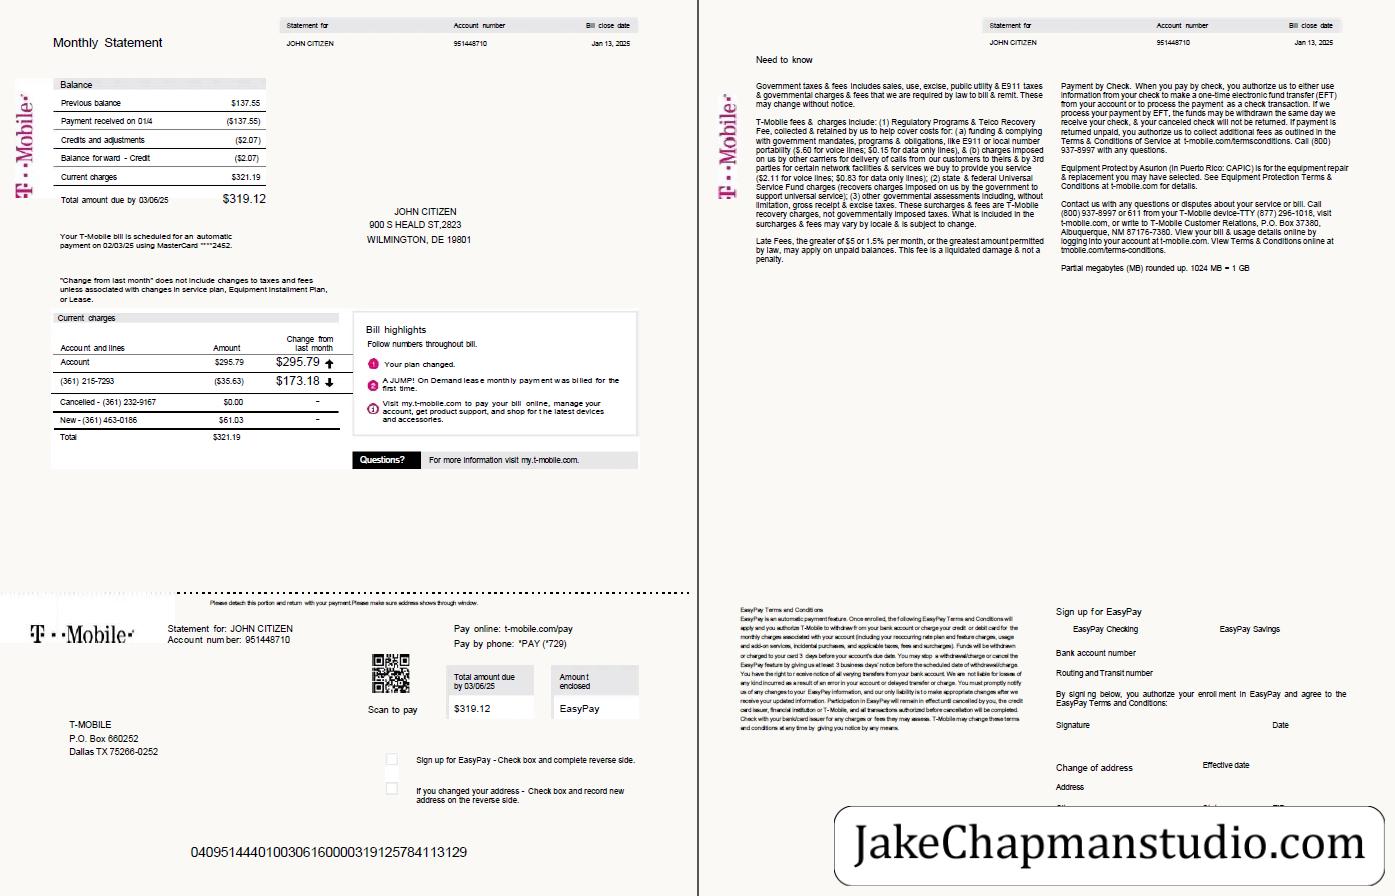 Monthly Statement
Statement for Account number Bill close date
JOHN CITIZEN 951448710 Jan 13, 2025
T··Mobile·
Balance
Previous balance $137.55
Payment received on 01/4 ($137.55)
Credits and adjustments ($2.07)
Balance forward - Credit ($2.07)
Current charges $321.19
Total amount due by 03/06/25 $319.12
JOHN CITIZEN
900 S HEALD ST,2823
WILMINGTON, DE 19801
Your T-Mobile bill is scheduled for an automatic
payment on 02/03/25 using MasterCard ****2452.
"Change from last month" does not include changes to taxes and fees
unless associated with changes in service plan, Equipment Installment Plan,
or Lease.
Current charges
Account and lines Amount Change from
last month
Account $295.79 $295.79
(361) 215-7293 ($35.63) $173.18
Cancelled - (361) 232-9167 $0.00 -
New - (361) 463-0186 $61.03 -
Total $321.19
Bill highlights
Follow numbers throughout bill.
1 Your plan changed.
2 A JUMP! On Demand lease monthly payment was billed for the
first time.
i Visit my.t-mobile.com to pay your bill online, manage your
account, get product support, and shop for the latest devices
and accessories.
Questions? For more information visit my.t-mobile.com.
Please detach this portion and return with your payment.Please make sure address shows through window.
T··Mobile·
Statement for: JOHN CITIZEN
Account number: 951448710
Pay online: t-mobile.com/pay
Pay by phone: *PAY (*729)
Scan to pay
Total amount due
by 03/06/25
$319.12
Amount
enclosed
EasyPay
T-MOBILE
P.O. Box 660252
Dallas TX 75266-0252
Sign up for EasyPay - Check box and complete reverse side.
If you changed your address - Check box and record new
address on the reverse side.
04095144401003061600003191257841131​29
Statement for Account number Bill close date
JOHN CITIZEN 951448710 Jan 13, 2025
Need to know
T··Mobile·
Government taxes & fees includes sales, use, excise, public utility & E911 taxes
& governmental charges & fees that we are required by law to bill & remit. These
may change without notice.
T-Mobile fees & charges include: (1) Regulatory Programs & Telco Recovery
Fee, collected & retained by us to help cover costs for: (a) funding & complying
with government mandates, programs & obligations, like E911 or local number
portability ($.60 for voice lines; $0.15 for data only lines), & (b) charges imposed
on us by other carriers for delivery of calls from our customers to theirs & by 3rd
parties for certain network facilities & services we buy to provide you service
($2.11 for voice lines; $0.83 for data only lines); (2) state & federal Universal
Service Fund charges (recovers charges imposed on us by the government to
support universal service); (3) other governmental assessments including, without
limitation, gross receipt & excise taxes. These surcharges & fees are T-Mobile
recovery charges, not governmentally imposed taxes. What is included in the
surcharges & fees may vary by locale & is subject to change.
Late Fees, the greater of $5 or 1.5% per month, or the greatest amount permitted
by law, may apply on unpaid balances. This fee is a liquidated damage & not a
penalty.
Payment by Check. When you pay by check, you authorize us to either use
information from your check to make a one-time electronic fund transfer (EFT)
from your account or to process the payment as a check transaction. If we
process your payment by EFT, the funds may be withdrawn the same day we
receive your check, & your canceled check will not be returned. If payment is
returned unpaid, you authorize us to collect additional fees as outlined in the
Terms & Conditions of Service at t-mobile.com/termsconditions. Call (800)
937-8997 with any questions.
Equipment Protect by Asurion (in Puerto Rico: CAPIC) is for the equipment repair
& replacement you may have selected. See Equipment Protection Terms &
Conditions at t-mobile.com for details.
Contact us with any questions about your service or bill. Call
(800) 937-8997 or 611 from your T-Mobile device-TTY (877) 296-1018, visit
t-mobile.com, or write to T-Mobile Customer Relations, P.O. Box 37380,
Albuquerque, NM 87176-7380. View your bill & usage details online by
logging into your account at t-mobile.com. View Terms & Conditions online at
tmobile.com/terms-conditions.
Partial megabytes (MB) rounded up. 1024 MB = 1 GB
EasyPay Terms and Conditions
EasyPay is an automatic payment feature. Once enrolled, the following EasyPay Terms and Conditions will
apply and you authorize T-Mobile to withdraw from your bank account or charge your credit or debit card for the
monthly charges associated with your account (including your reoccurring rate plan and feature charges, usage
and add-on services, incidental purchases, and applicable taxes, fees and surcharges). Funds will be withdrawn
or charged to your card 3 days before your account's due date. You may stop a withdrawal/charge or cancel the
EasyPay feature by giving us at least 3 business days' notice before the scheduled date of withdrawal/charge.
You have the right to receive notice of all varying transfers from your bank account. We are not liable for losses of
any kind incurred as a result of an error in your account or delayed transfer or charge. You must promptly notify
us of any changes to your EasyPay information, and our only liability is to make appropriate changes after we
receive your updated information. Participation in EasyPay will remain in effect until cancelled by you, the credit
card issuer, financial institution or T-Mobile, and all transactions authorized before cancellation will be completed.
Check with your bank/card issuer for any charges or fees they may assess. T-Mobile may change these terms
and conditions at any time by giving you notice by any means.
Sign up for EasyPay
EasyPay Checking EasyPay Savings
Bank account number
Routing and Transit number
By signing below, you authorize your enrollment in EasyPay and agree to the
EasyPay Terms and Conditions:
Signature Date
Change of address Effective date
Address
JakeChapmanstudio.com